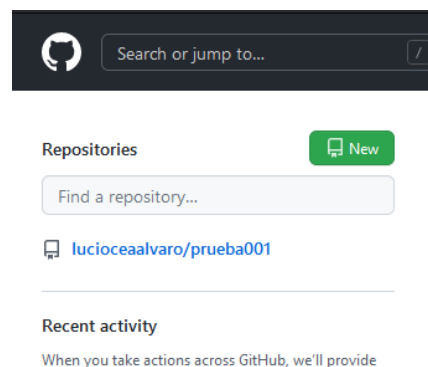 Search or jump to...
/
Repositories
New
Find a repository...
lucioceaalvaro/prueba001
Recent activity
When you take actions across GitHub, we'll provide